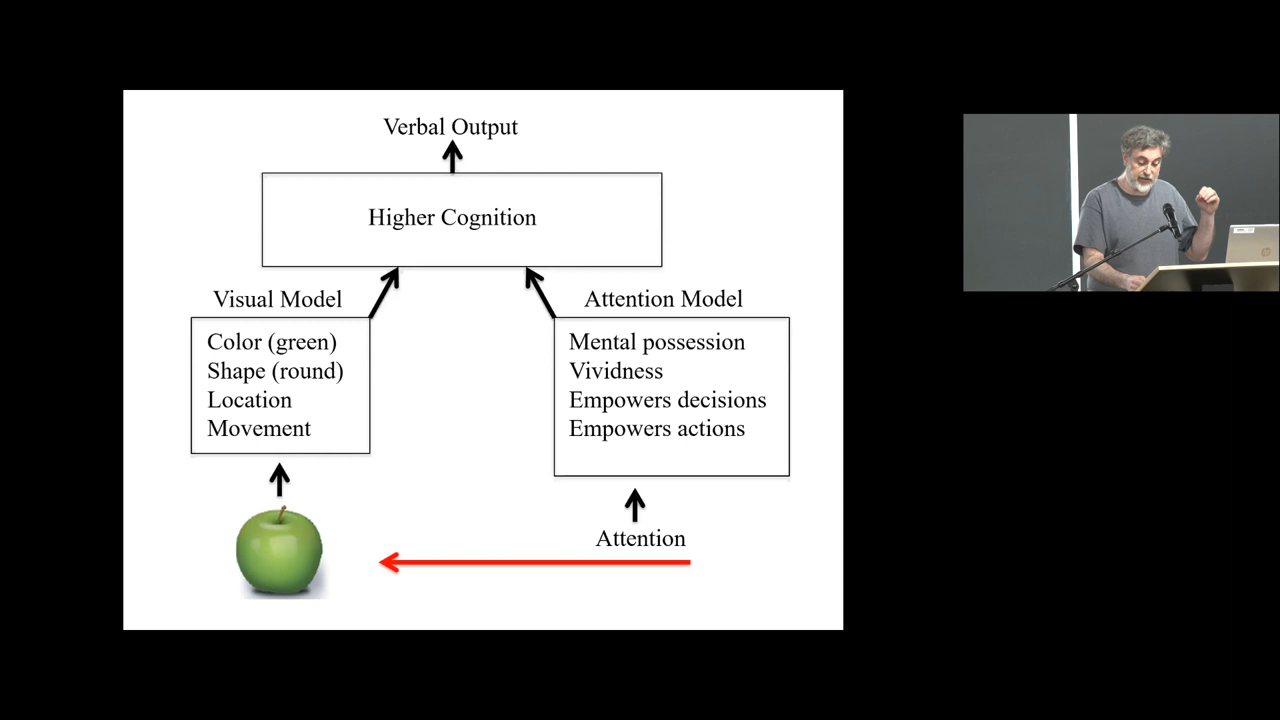 Verbal Output
Higher Cognition
Visual Model
Attention Model
Color (green)
Shape (round)
Location
Movement
Mental possession
Vividness
Empowers decisions
Empowers actions
Attention